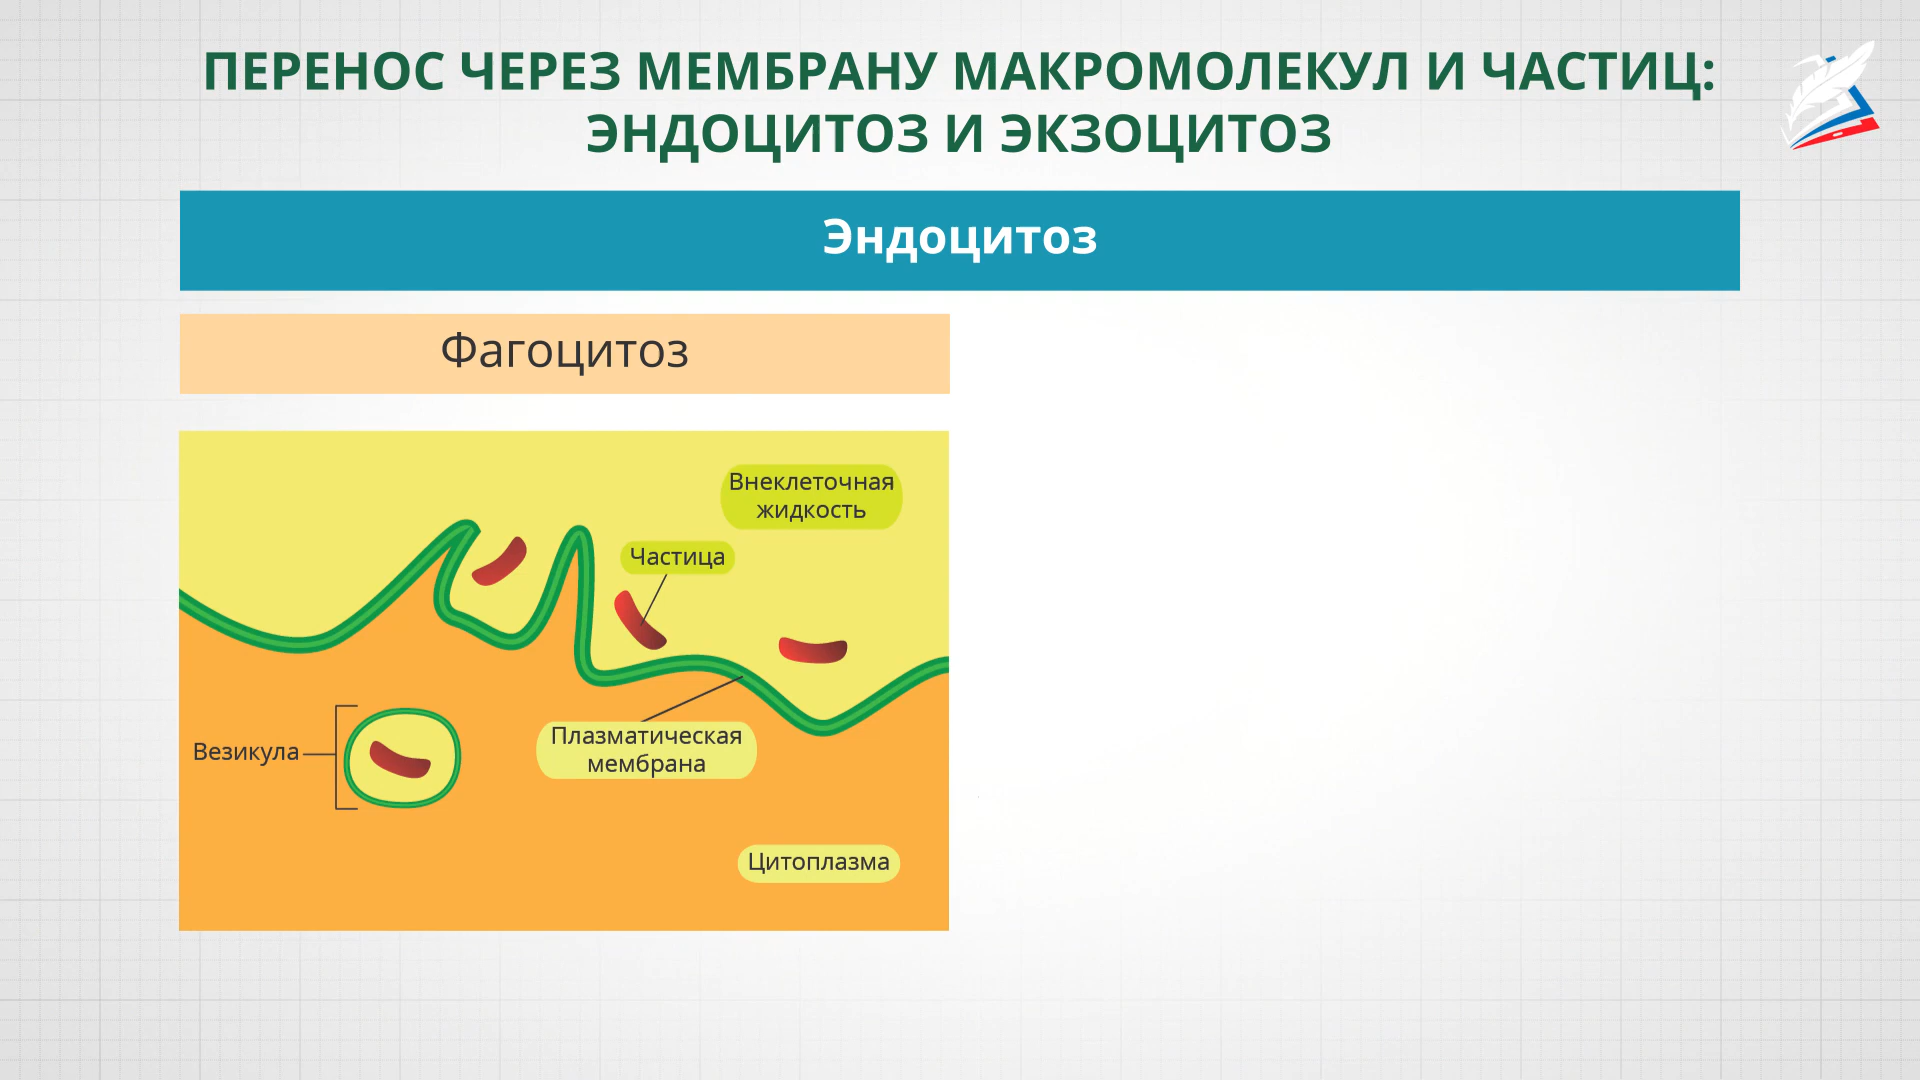 ПЕРЕНОС ЧЕРЕЗ МЕМБРАНУ МАКРОМОЛЕКУЛ И ЧАСТИЦ:
ЭНДОЦИТОЗ И ЭКЗОЦИТОЗ
Эндоцитоз
Фагоцитоз
Внеклеточная
жидкость
Частица
Плазматическая
мембрана
Везикула
Цитоплазма